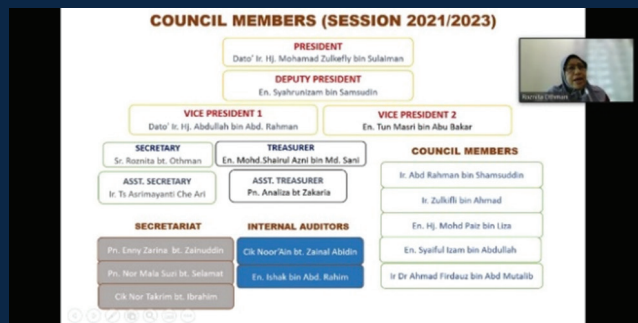 COUNCIL MEMBERS (SESSION 2021/2023)
PRESIDENT
Dato' Ir. Hj. Mohamad Zulkefly bin Sulaiman
DEPUTY PRESIDENT
En. Syahrunizam bin Samsudin
VICE PRESIDENT 1
Dato' Ir. Hj. Abdullah bin Abd. Rahman
VICE PRESIDENT 2
En. Tun Masri bin Abu Bakar
SECRETARY
Sr. Roznita bt. Othman
TREASURER
En. Mohd.Shairul Azni bin Md. Sani
ASST. SECRETARY
Ir. Ts Asrimayanti Che Ari
ASST. TREASURER
Pn. Analiza bt Zakaria
COUNCIL MEMBERS
Ir. Abd Rahman bin Shamsuddin
Ir. Zulkifli bin Ahmad
En. Hj. Mohd Paiz bin Liza
En. Syaiful Izam bin Abdullah
Ir Dr Ahmad Firdauz bin Abd Mutalib
SECRETARIAT
Pn. Enny Zarina bt. Zainuddin
Pn. Nor Mala Suzi bt. Selamat
Cik Nor Takrim bt. Ibrahim
INTERNAL AUDITORS
Cik Noor'Ain bt. Zainal Abidin
En. Ishak bin Abd. Rahim
Roznita Othman